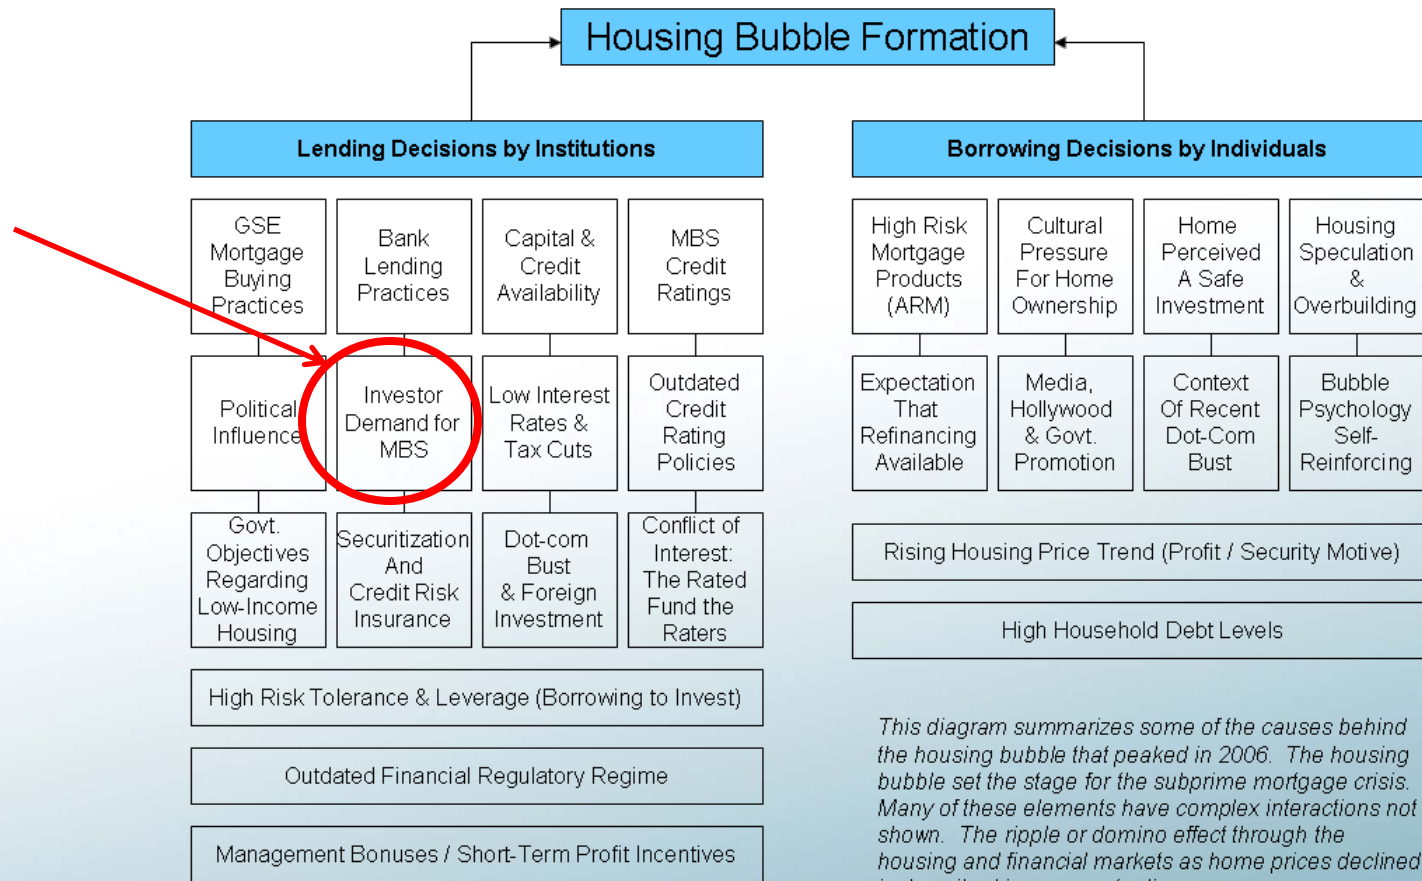 Housing Bubble Formation
Lending Decisions by Institutions
GSE
Mortgage
Buying
Practices
Bank
Lending
Practices
Capital &
Credit
Availability
MBS
Credit
Ratings
Political
Influence
Investor
Demand for
MBS
Low Interest
Rates &
Tax Cuts
Outdated
Credit
Rating
Policies
Govt.
Objectives
Regarding
Low-Income
Housing
Securitization
And
Credit Risk
Insurance
Dot-com
Bust
& Foreign
Investment
Conflict of
Interest:
The Rated
Fund the
Raters
High Risk Tolerance & Leverage (Borrowing to Invest)
Outdated Financial Regulatory Regime
Management Bonuses / Short-Term Profit Incentives
Borrowing Decisions by Individuals
High Risk
Mortgage
Products
(ARM)
Cultural
Pressure
For Home
Ownership
Home
Perceived
A Safe
Investment
Housing
Speculation
&
Overbuilding
Expectation
That
Refinancing
Available
Media,
Hollywood
& Govt.
Promotion
Context
Of Recent
Dot-Com
Bust
Bubble
Psychology
Self-
Reinforcing
Rising Housing Price Trend (Profit / Security Motive)
High Household Debt Levels
This diagram summarizes some of the causes behind
the housing bubble that peaked in 2006. The housing
bubble set the stage for the subprime mortgage crisis.
Many of these elements have complex interactions not
shown. The ripple or domino effect through the
housing and financial markets as home prices declined